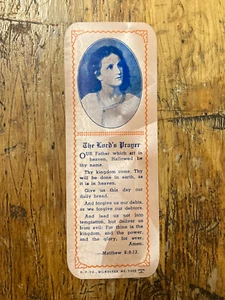 The Lord's Prayer
OUR Father which art in
heaven, Hallowed be
thy name.
Thy kingdom come. Thy
will be done in earth, as
it is in heaven.
Give us this day our
daily bread.
And forgive us our debts,
as we forgive our debtors.
And lead us not into
temptation, but deliver us
from evil: For thine is the
kingdom, and the power,
and the glory, for ever.
Amen.
—Matthew 6:9-13.